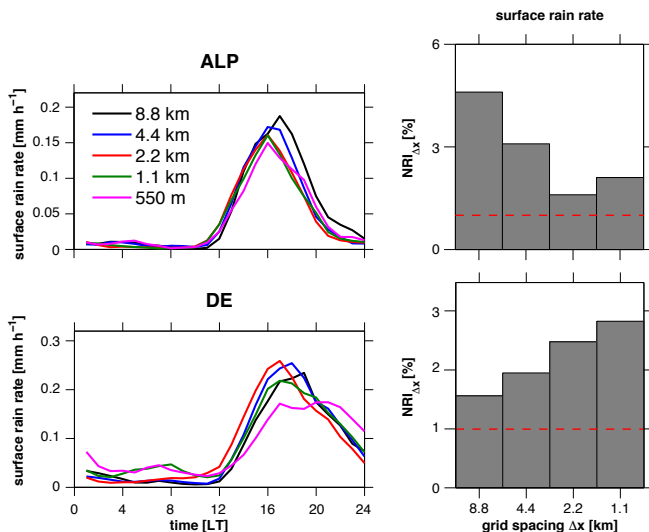 surface rain rate
ALP
surface rain rate [mm h⁻¹]
0.2
0.15
0.1
0.05
0
8.8 km
4.4 km
2.2 km
1.1 km
550 m
NRIΔx [%]
6
3
0
DE
surface rain rate [mm h⁻¹]
0.3
0.2
0.1
0
0 4 8 12 16 20 24
time [LT]
NRIΔx [%]
3
2
1
0
8.8 4.4 2.2 1.1
grid spacing Δx [km]